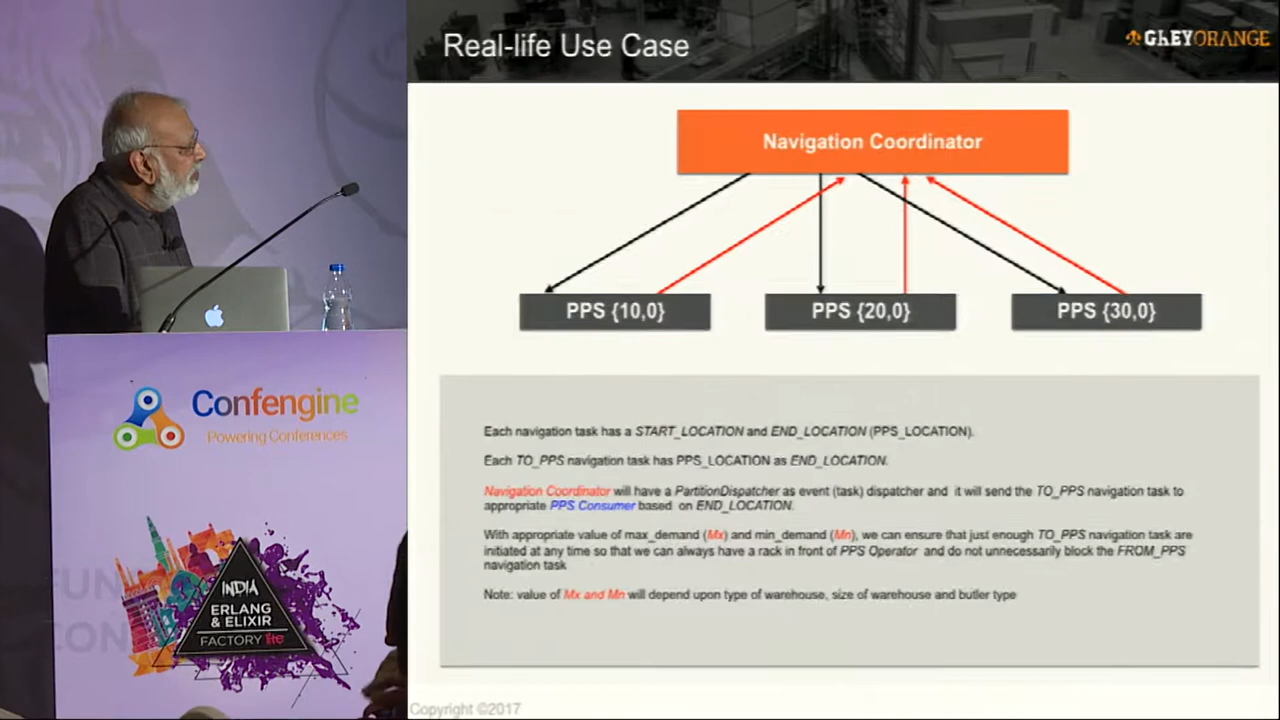 Real-life Use Case
GREYORANGE
Navigation Coordinator
PPS {10,0}
PPS {20,0}
PPS {30,0}
Each navigation task has a START_LOCATION and END_LOCATION (PPS_LOCATION).
Each TO_PPS navigation task has PPS_LOCATION as END_LOCATION.
Navigation Coordinator will have a PartitionDispatcher as event (task) dispatcher and it will send the TO_PPS navigation task to
appropriate PPS Consumer based on END_LOCATION.
With appropriate value of max_demand (Mx) and min_demand (Mn), we can ensure that just enough TO_PPS navigation task are
initiated at any time so that we can always have a rack in front of PPS Operator and do not unnecessarily block the FROM_PPS
navigation task
Note: value of Mx and Mn will depend upon type of warehouse, size of warehouse and butler type
Copyright ©2017
Confengine
Powering Conferences
INDIA
ERLANG
& ELIXIR
FACTORY lite
FUN
CON